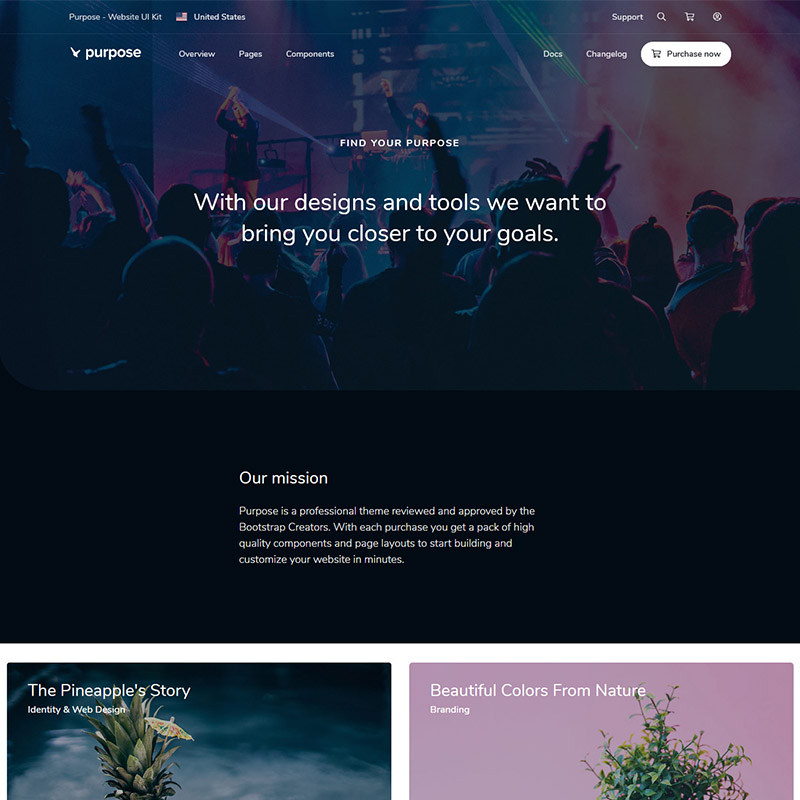 Purpose - Website UI Kit
United States
Support
purpose
Overview
Pages
Components
Docs
Changelog
Purchase now
FIND YOUR PURPOSE
With our designs and tools we want to
bring you closer to your goals.
Our mission
Purpose is a professional theme reviewed and approved by the
Bootstrap Creators. With each purchase you get a pack of high
quality components and page layouts to start building and
customize your website in minutes.
The Pineapple's Story
Identity & Web Design
Beautiful Colors From Nature
Branding